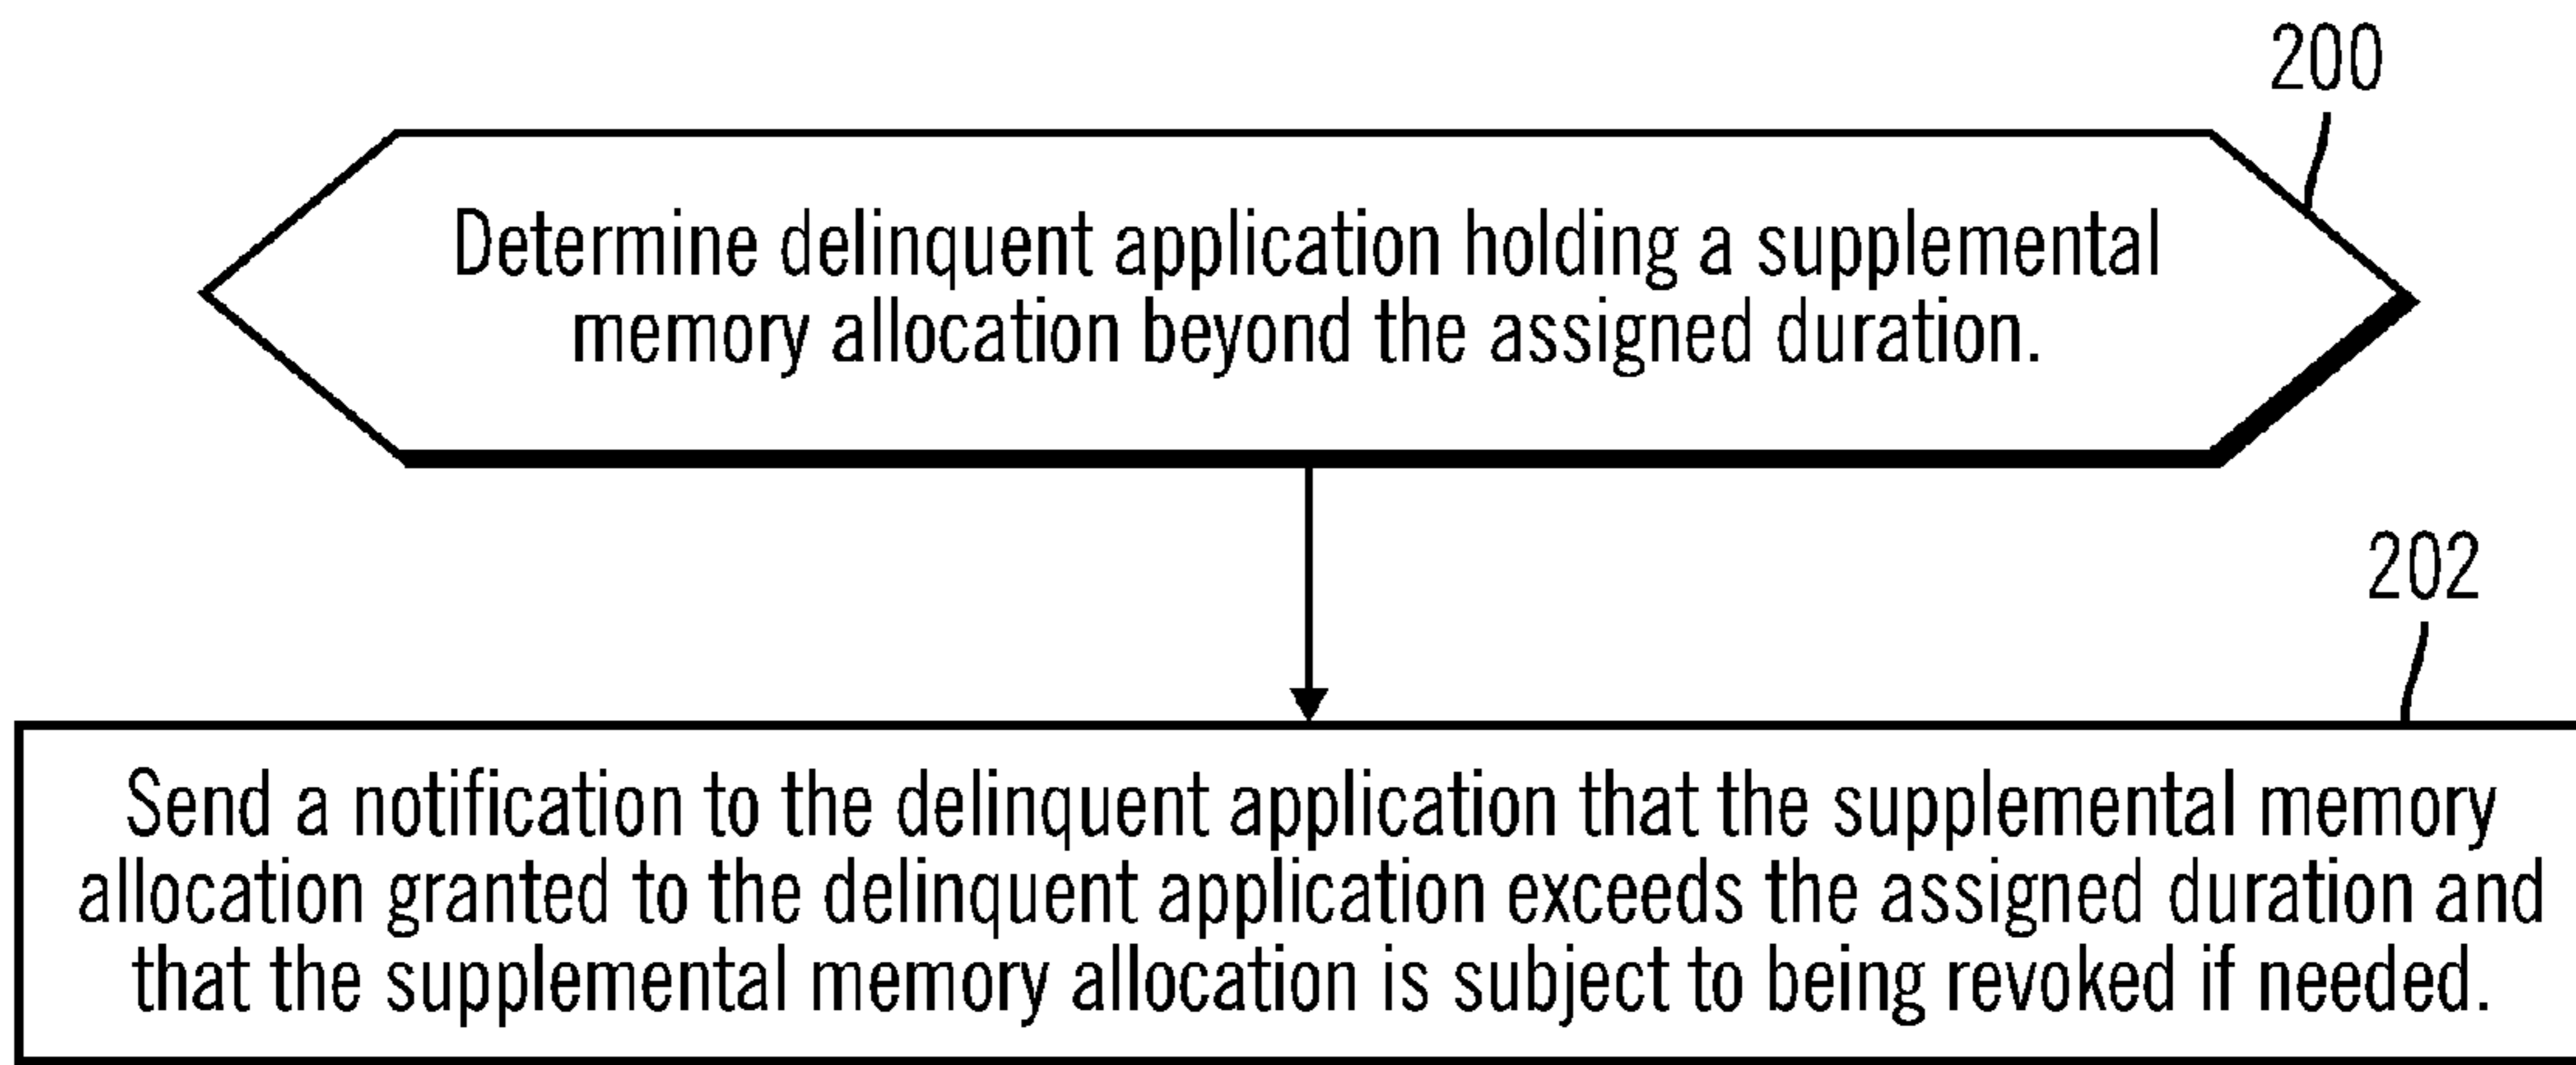 200
Determine delinquent application holding a supplemental
memory allocation beyond the assigned duration.
202
Send a notification to the delinquent application that the supplemental memory
allocation granted to the delinquent application exceeds the assigned duration and
that the supplemental memory allocation is subject to being revoked if needed.